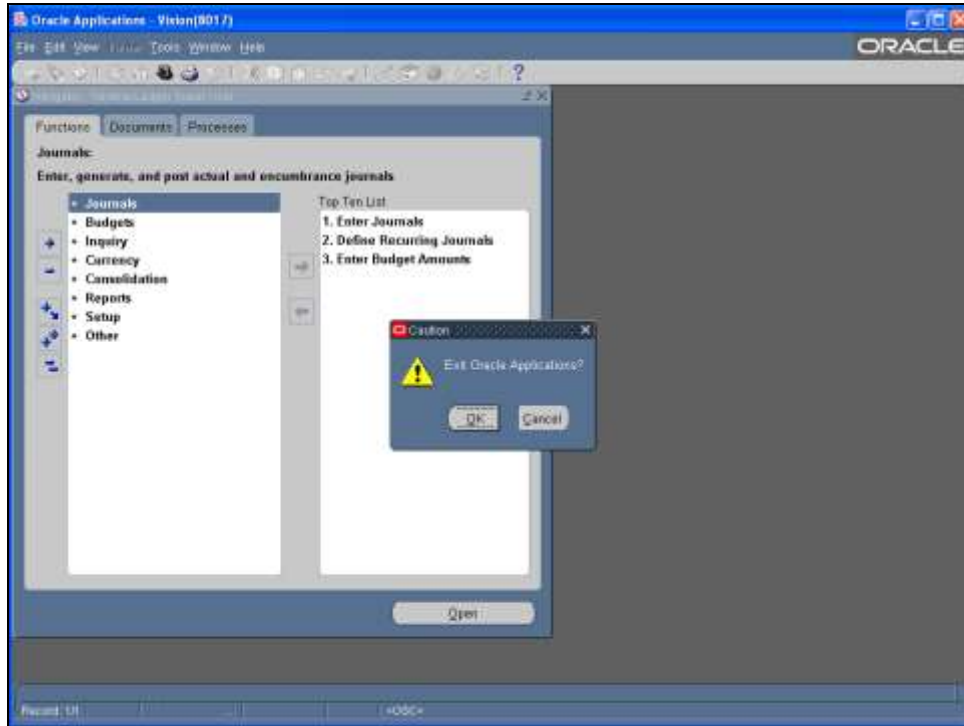 Oracle Applications - Vision(8017)
File Edit View Tools Window Help
ORACLE
Functions Documents Processes
Journals:
Enter, generate, and post actual and encumbrance journals
Journals
Budgets
Inquiry
Currency
Consolidation
Reports
Setup
Other
Top Ten List
1. Enter Journals
2. Define Recurring Journals
3. Enter Budget Amounts
Caution
Exit Oracle Applications?
OK Cancel
Open
Record: 1/1 <OSC>